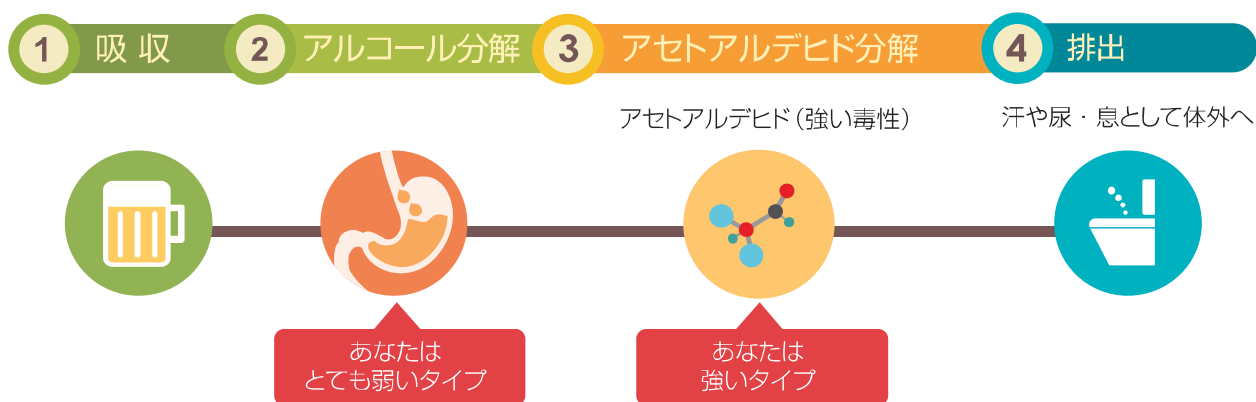 1 吸収 2 アルコール分解 3 アセトアルデヒド分解 4 排出
アセトアルデヒド（強い毒性）
汗や尿・息として体外へ
あなたは
とても弱いタイプ
あなたは
強いタイプ